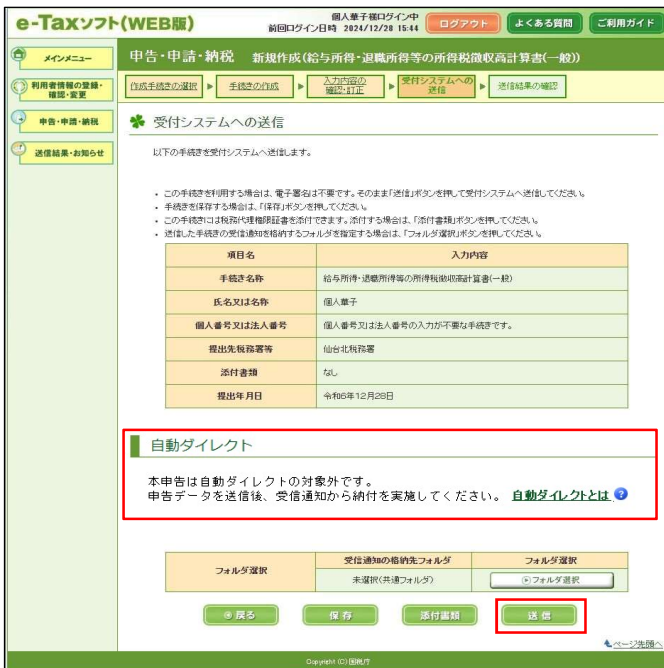 e-Taxソフト(WEB版)
個人華子様ログイン中
前回ログイン日時 2024/12/28 15:44
ログアウト
よくある質問
ご利用ガイド
メインメニュー
利用者情報の登録・
確認・変更
申告・申請・納税
送信結果・お知らせ
申告・申請・納税 新規作成(給与所得・退職所得等の所得税徴収高計算書(一般))
作成手続きの選択
手続きの作成
入力内容の
確認・訂正
受付システムへの
送信
送信結果の確認
受付システムへの送信
以下の手続きを受付システムへ送信します。
・この手続きを利用する場合は、電子署名は不要です。そのまま「送信」ボタンを押して受付システムへ送信してください。
・手続きを保存する場合は、「保存」ボタンを押してください。
・この手続きには税務代理権限証書を添付できます。添付する場合は、「添付書類」ボタンを押してください。
・送信した手続きの受信通知を格納するフォルダを指定する場合は、「フォルダ選択」ボタンを押してください。
項目名 入力内容
手続き名称 給与所得・退職所得等の所得税徴収高計算書(一般)
氏名又は名称 個人華子
個人番号又は法人番号 個人番号又は法人番号の入力が不要な手続きです。
提出先税務署等 仙台北税務署
添付書類 なし
提出年月日 令和6年12月28日
自動ダイレクト
本申告は自動ダイレクトの対象外です。
申告データを送信後、受信通知から納付を実施してください。 自動ダイレクトとは ?
フォルダ選択 受信通知の格納先フォルダ フォルダ選択
未選択(共通フォルダ) フォルダ選択
戻る 保存 添付書類 送信
ページ先頭へ
Copyright (C) 国税庁